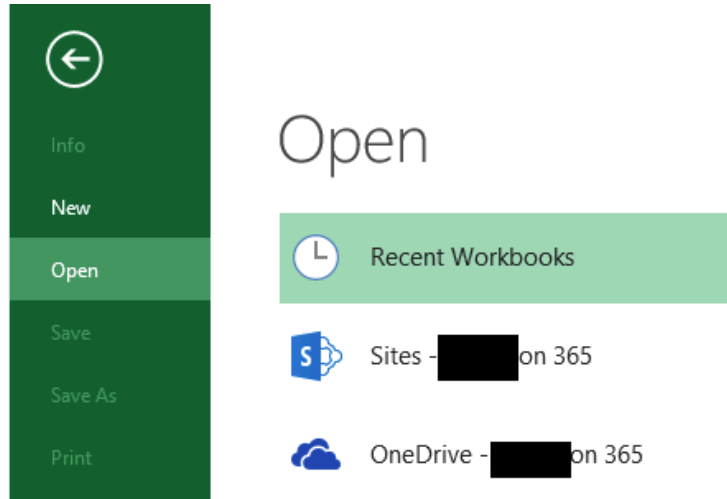 Info
New
Open
Save
Save As
Print
Open
Recent Workbooks
S
Sites - on 365
OneDrive - on 365